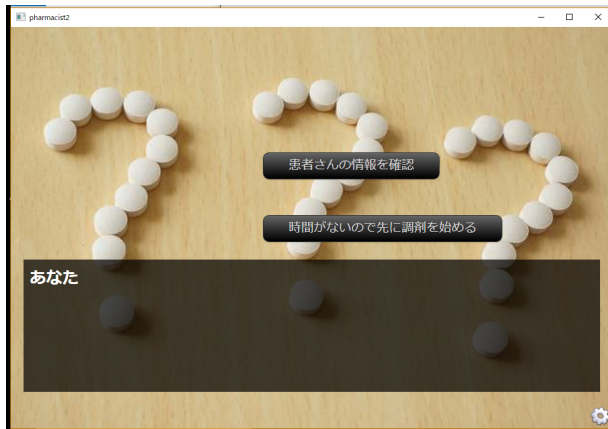 pharmacist2
患者さんの情報を確認
時間がないので先に調剤を始める
あなた